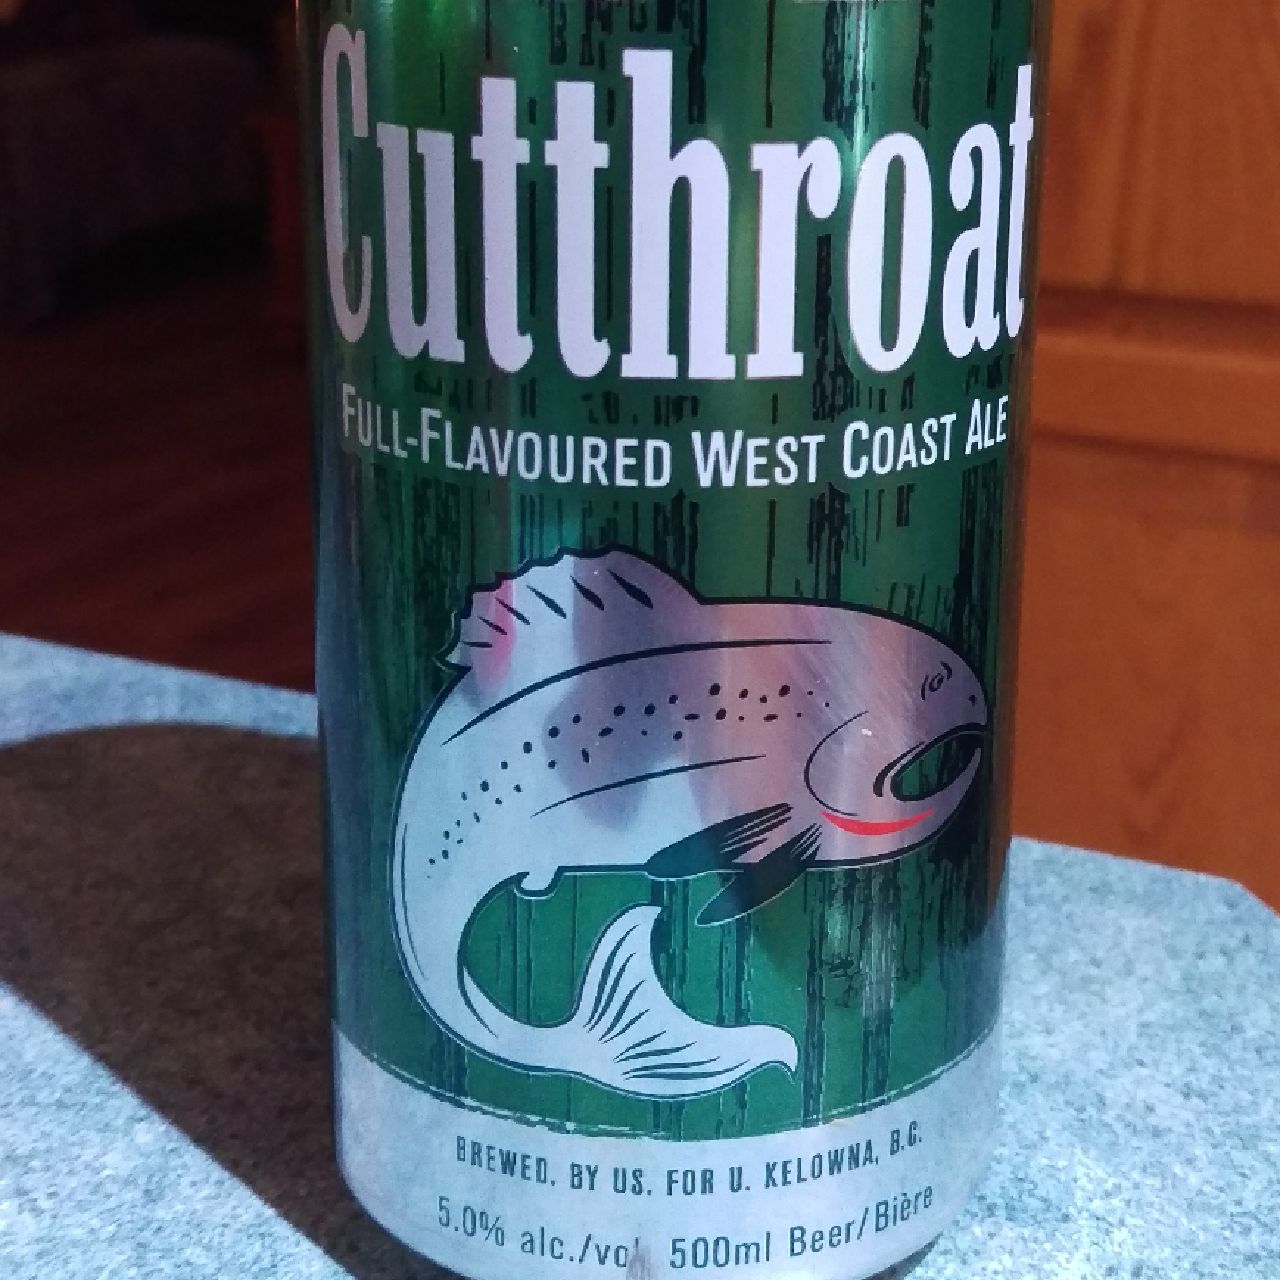 Cutthroat
FULL-FLAVOURED WEST COAST ALE
BREWED. BY US. FOR U. KELOWNA, B.C.
5.0% alc./vol 500ml Beer/Bière